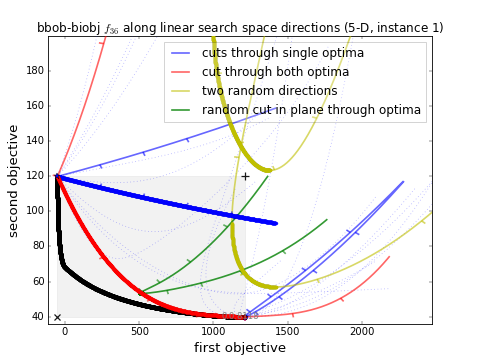 bbob-biobj f36 along linear search space directions (5-D, instance 1)
cuts through single optima
cut through both optima
two random directions
random cut in plane through optima
second objective
180
160
140
120
100
80
60
40
0
500
1000
1500
2000
first objective